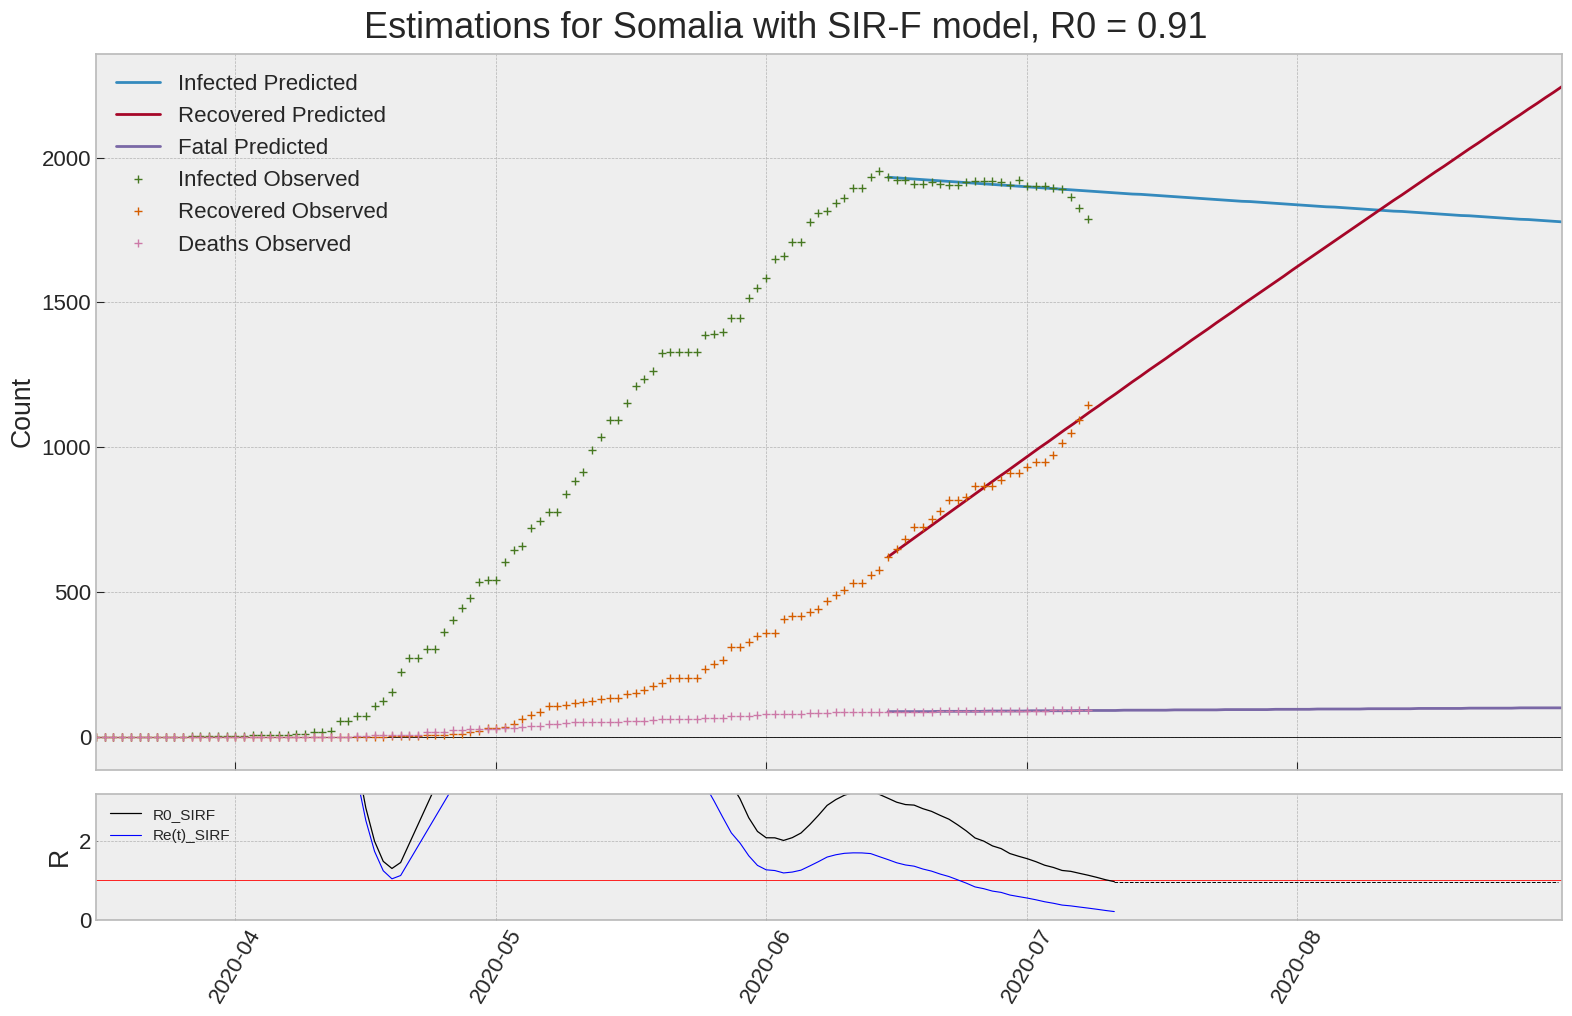 Estimations for Somalia with SIR-F model, R0 = 0.91
Infected Predicted
Recovered Predicted
Fatal Predicted
Infected Observed
Recovered Observed
Deaths Observed
Count
2000
1500
1000
500
0
R0_SIRF
Re(t)_SIRF
R
2
0
2020-04
2020-05
2020-06
2020-07
2020-08